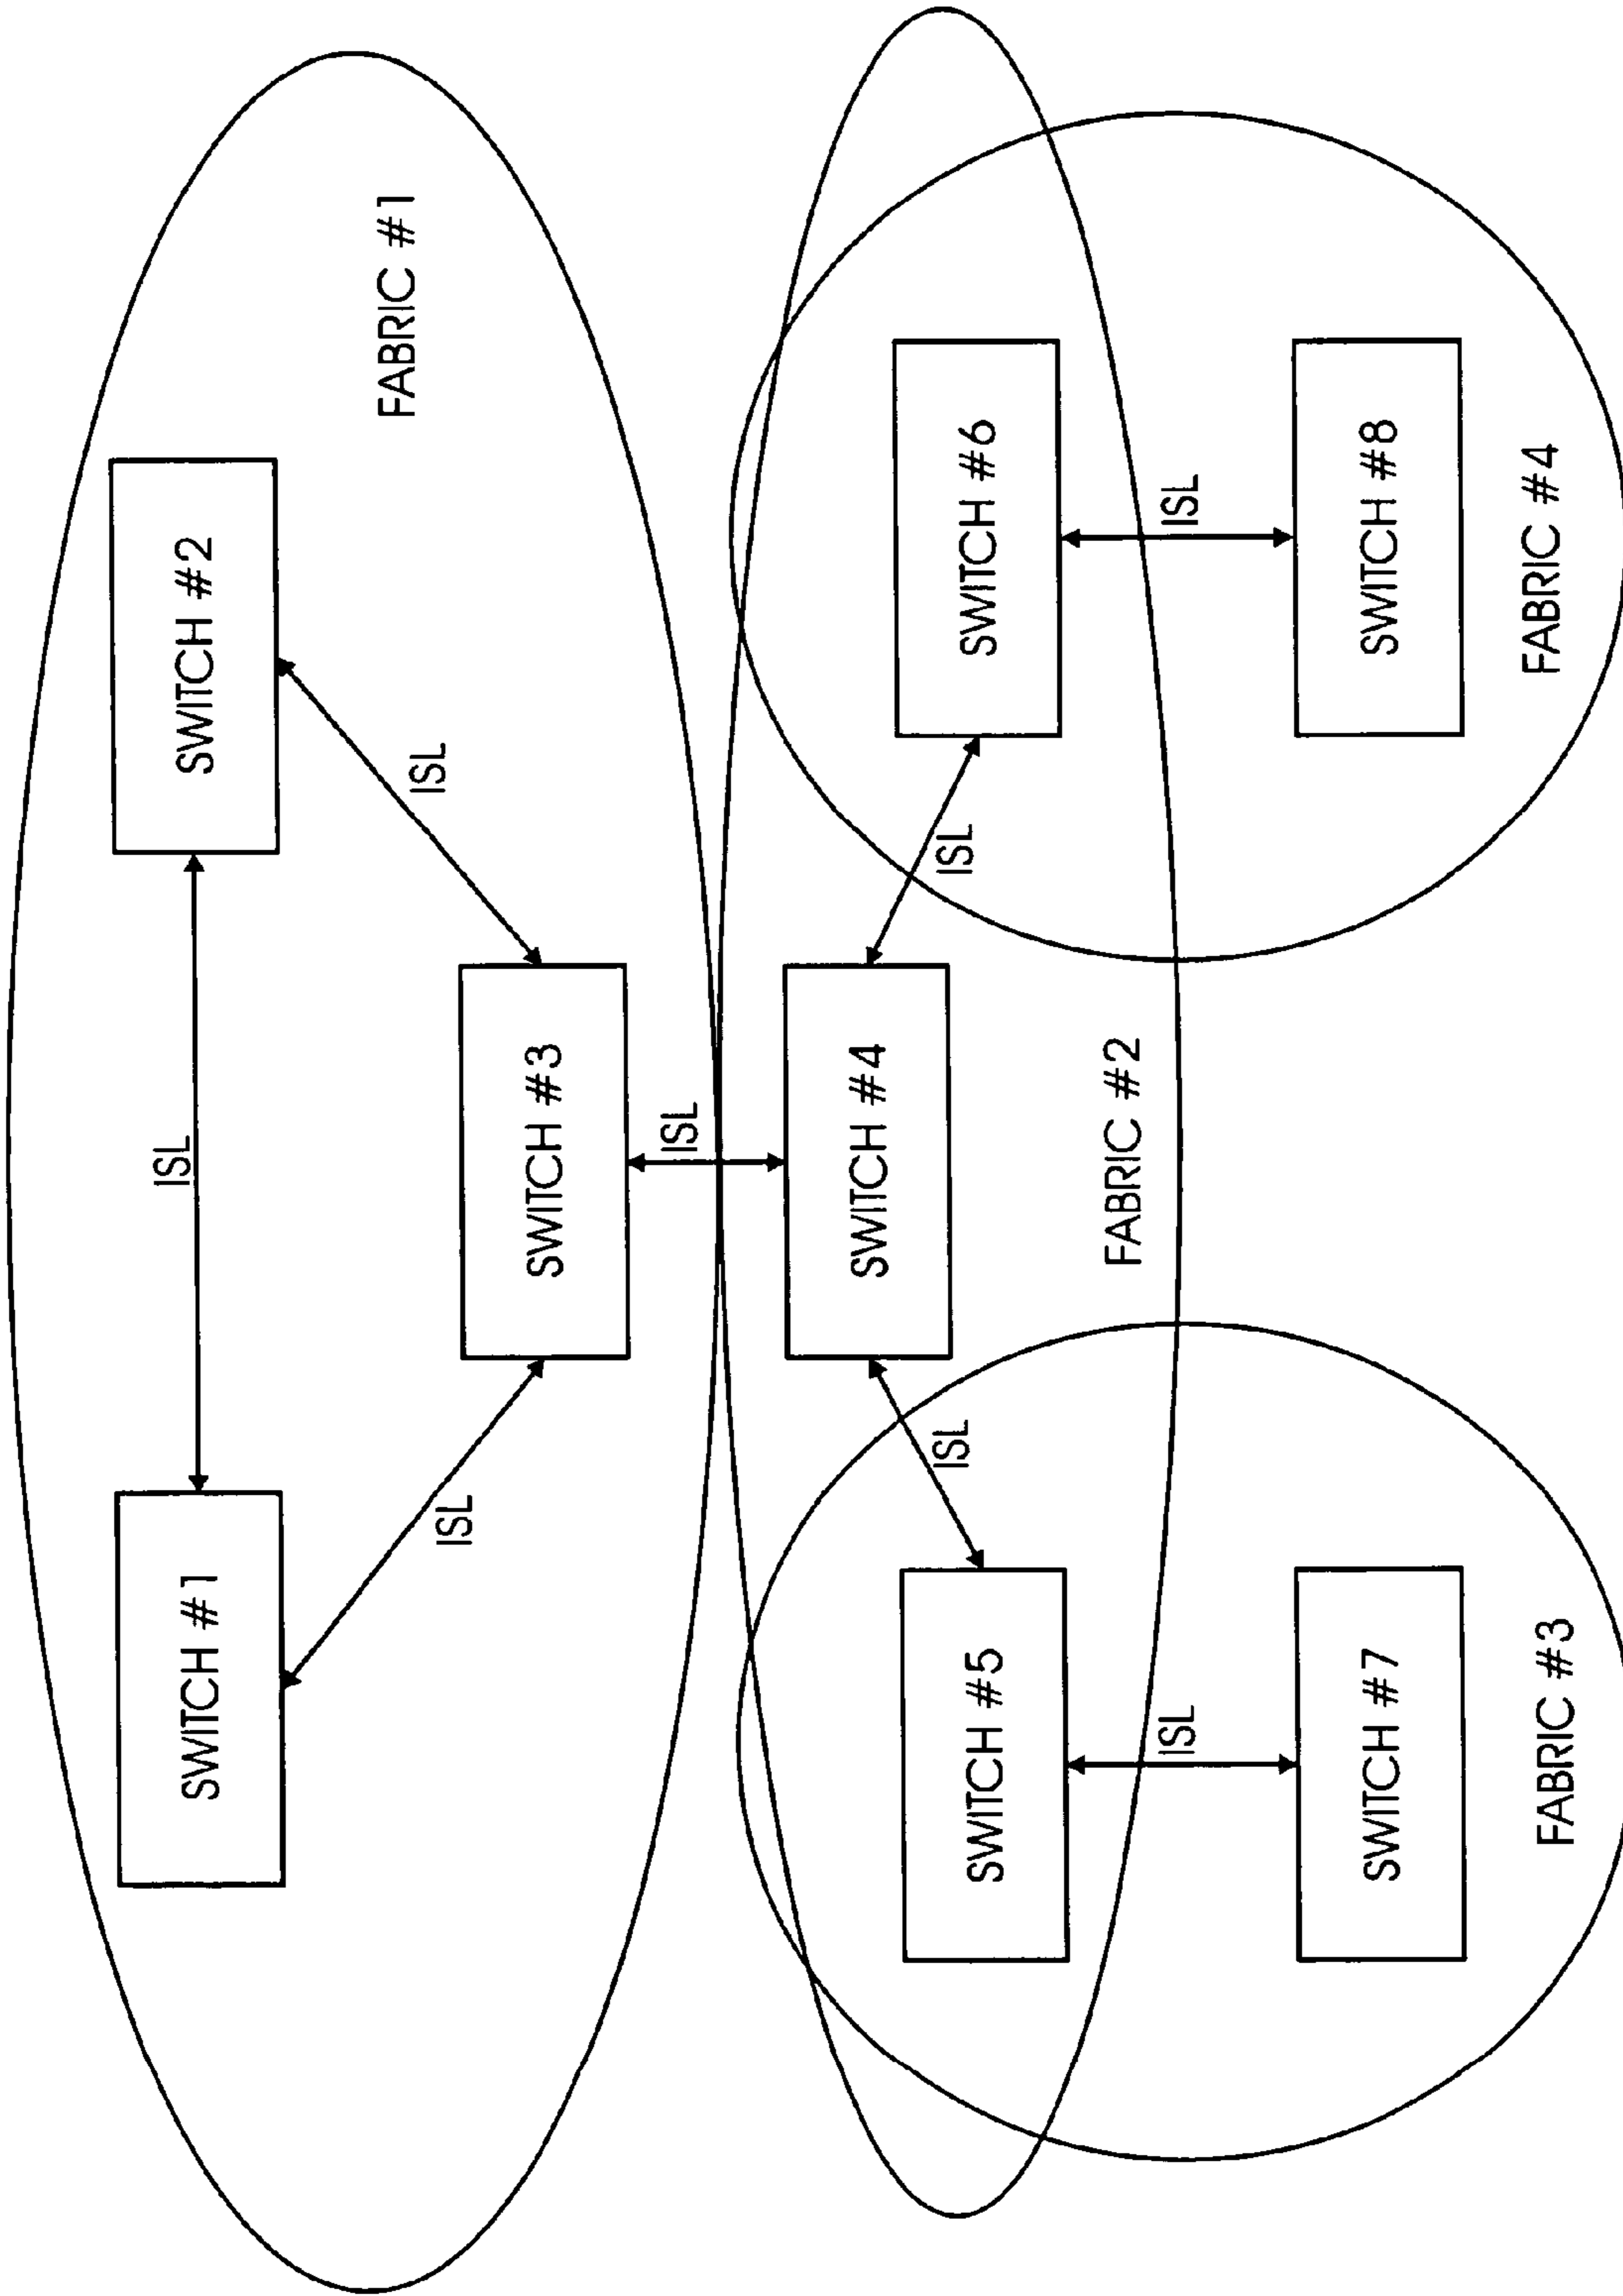 ISL
SWITCH #1
SWITCH #2
FABRIC #1
ISL
ISL
SWITCH #3
ISL
SWITCH #4
ISL
ISL
SWITCH #5
SWITCH #6
FABRIC #2
ISL
ISL
SWITCH #7
SWITCH #8
FABRIC #3
FABRIC #4